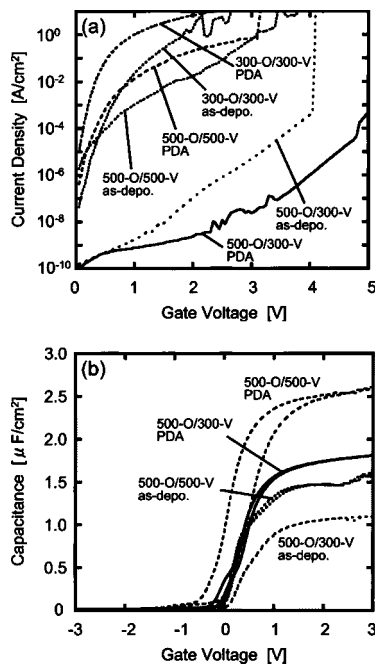 (a)
10⁰
10⁻²
10⁻⁴
10⁻⁶
10⁻⁸
10⁻¹⁰
Current Density [A/cm²]
300-O/300-V
PDA
300-O/300-V
as-depo.
500-O/500-V
PDA
500-O/500-V
as-depo.
500-O/300-V
as-depo.
500-O/300-V
PDA
0 1 2 3 4 5
Gate Voltage [V]
(b)
3.0
2.5
2.0
1.5
1.0
0.5
0
Capacitance [μF/cm²]
500-O/500-V
PDA
500-O/300-V
PDA
500-O/500-V
as-depo.
500-O/300-V
as-depo.
-3 -2 -1 0 1 2 3
Gate Voltage [V]